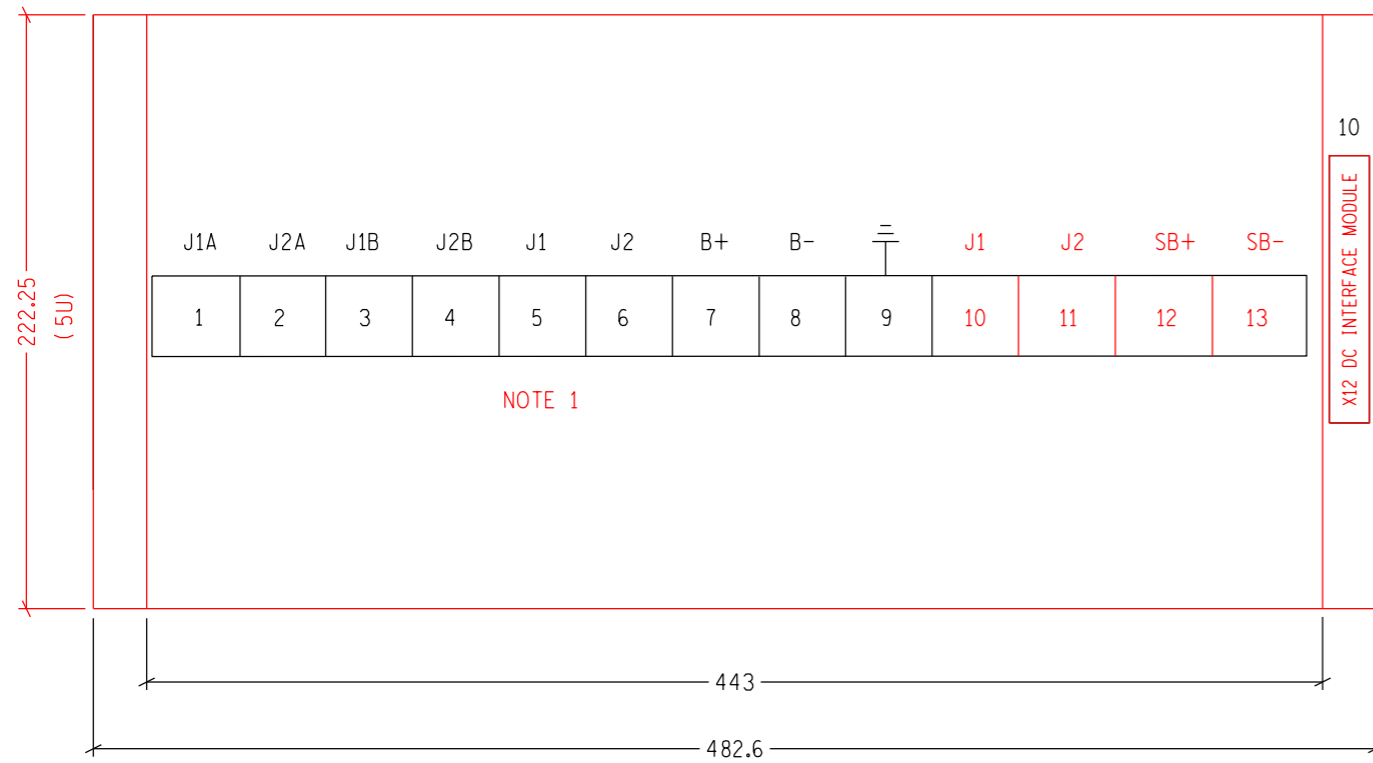 10
J1A J2A J1B J2B J1 J2 B+ B- J1 J2 SB+ SB-
1 2 3 4 5 6 7 8 9 10 11 12 13
NOTE 1
222.25
(5U)
X12 DC INTERFACE MODULE
443
482.6